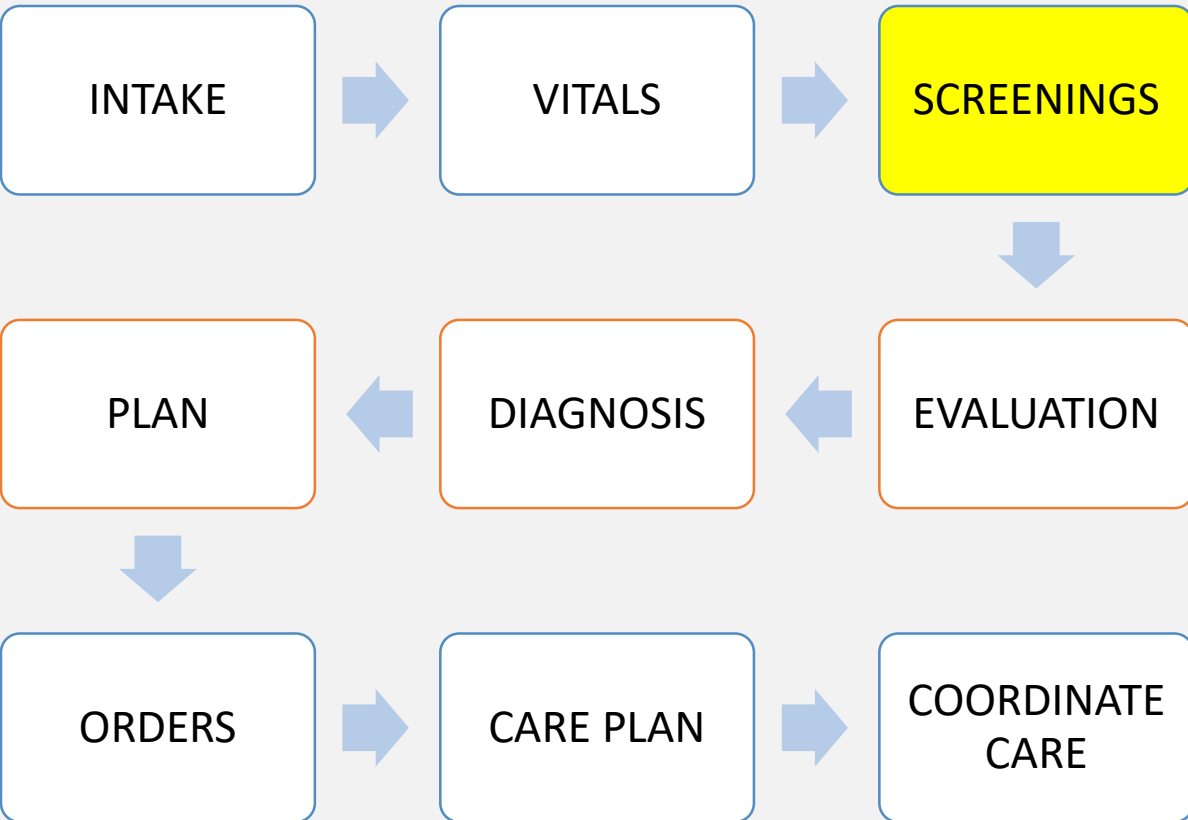 INTAKE
VITALS
SCREENINGS
EVALUATION
DIAGNOSIS
PLAN
ORDERS
CARE PLAN
COORDINATE
CARE